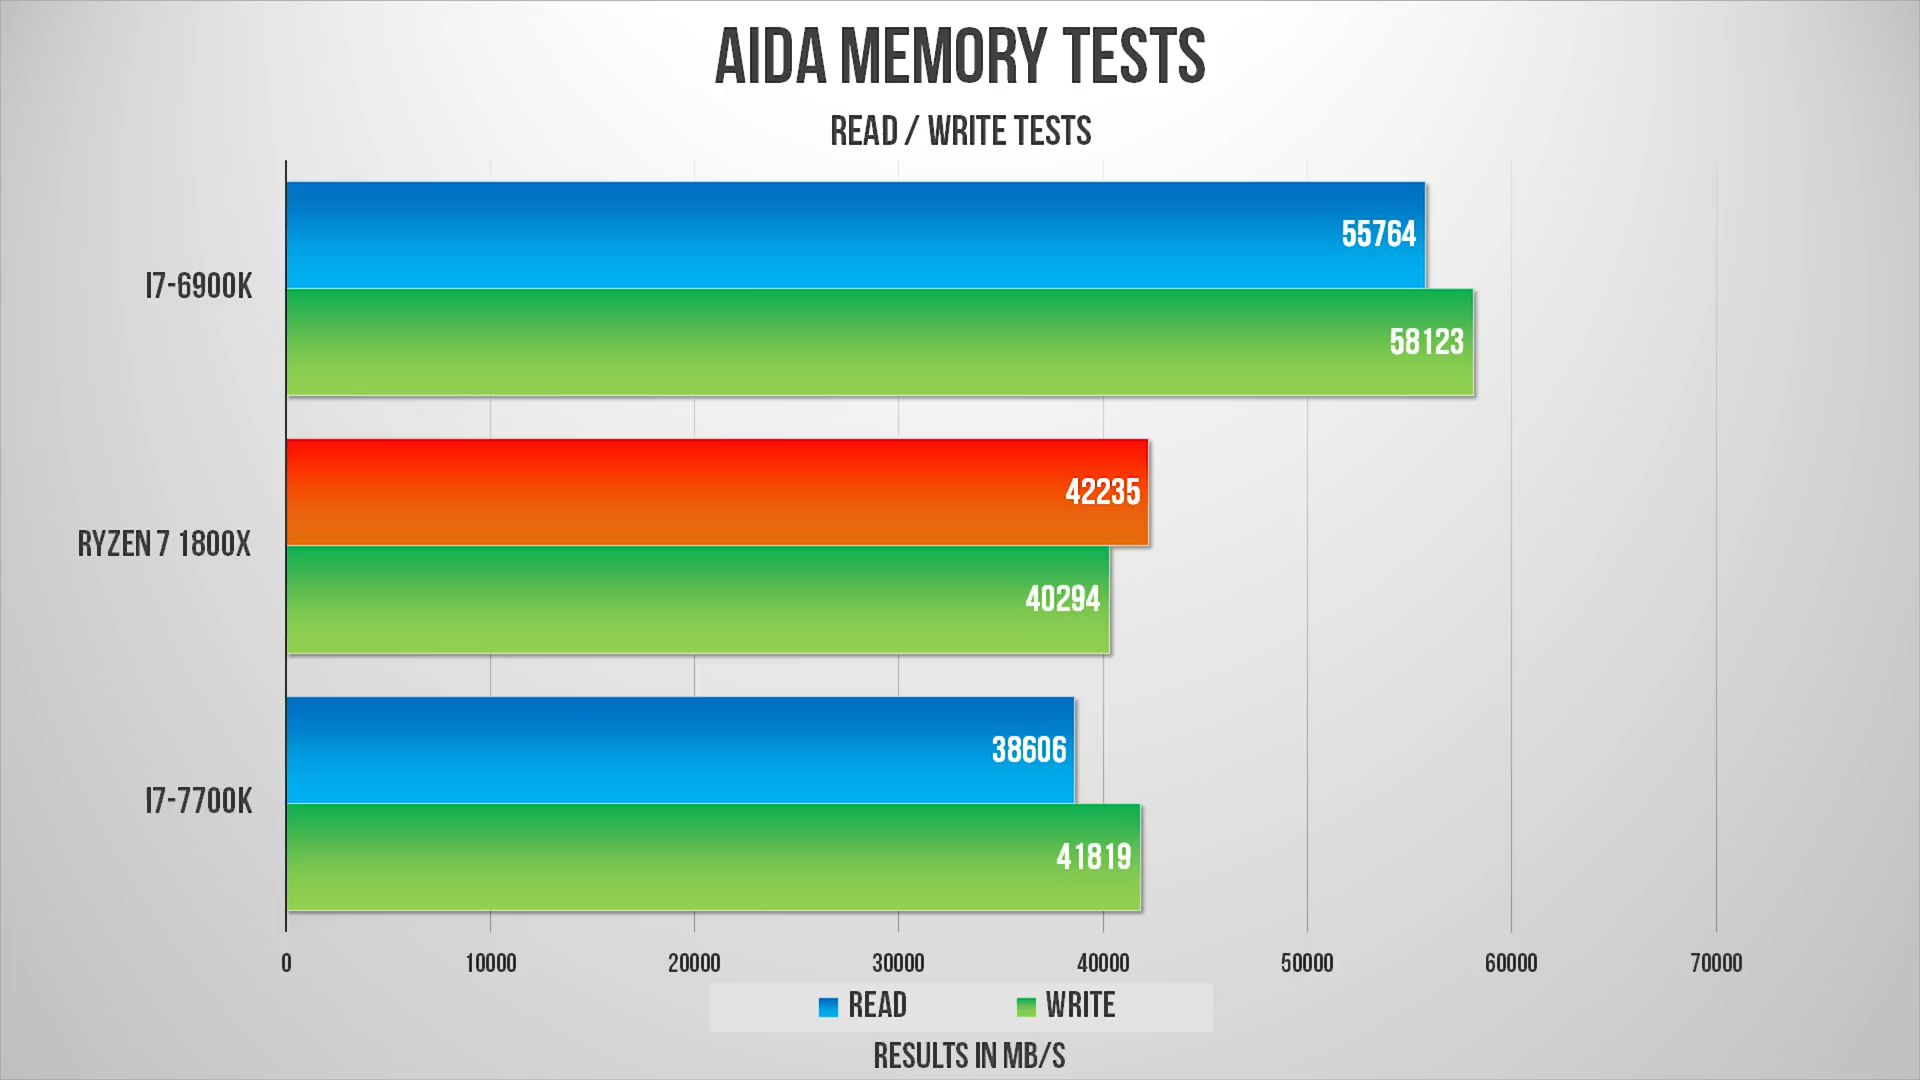 AIDA MEMORY TESTS
READ / WRITE TESTS
I7-6900K
55764
58123
RYZEN 7 1800X
42235
40294
I7-7700K
38606
41819
0 10000 20000 30000 40000 50000 60000 70000
READ WRITE
RESULTS IN MB/S